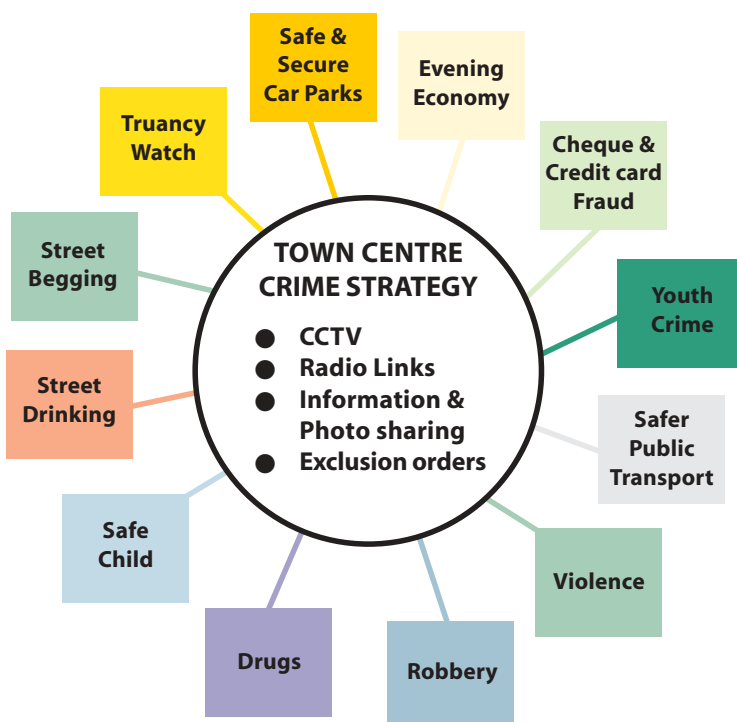 Safe &
Secure
Car Parks
Evening
Economy
Truancy
Watch
Cheque &
Credit card
Fraud
Street
Begging
TOWN CENTRE
CRIME STRATEGY
● CCTV
● Radio Links
● Information &
Photo sharing
● Exclusion orders
Youth
Crime
Street
Drinking
Safer
Public
Transport
Safe
Child
Violence
Drugs
Robbery